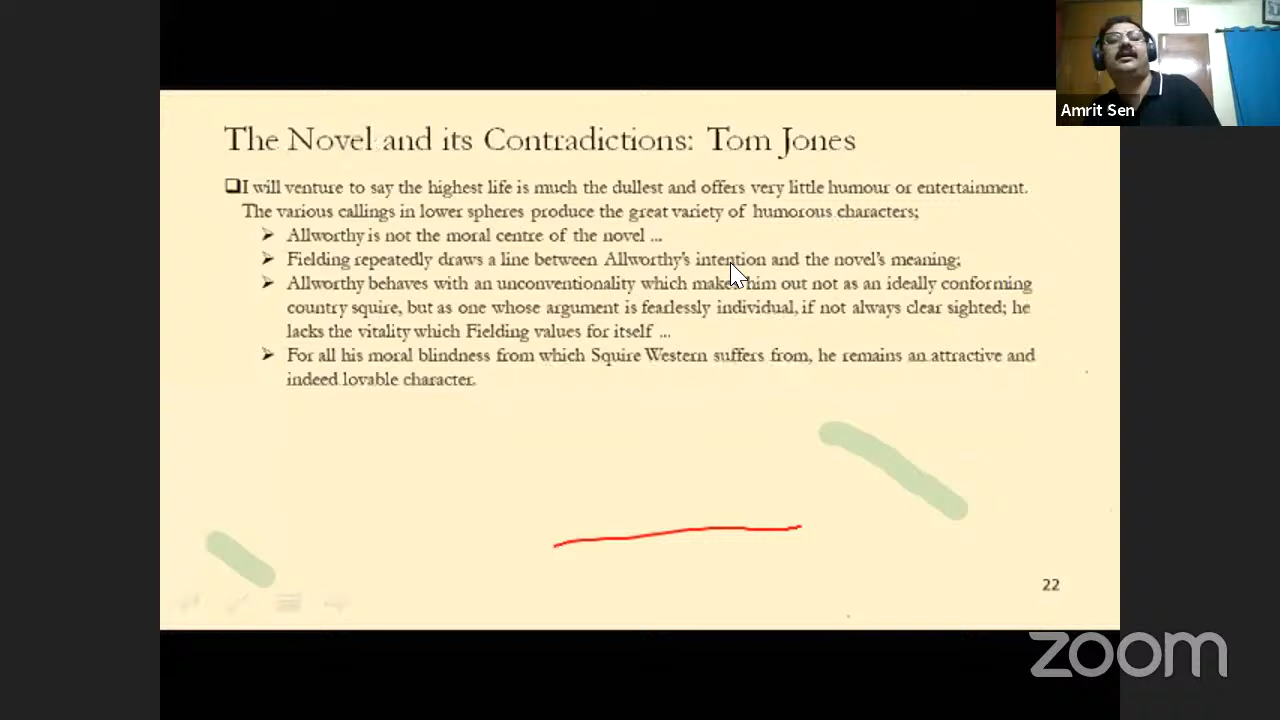 Amrit Sen
The Novel and its Contradictions: Tom Jones
I will venture to say the highest life is much the dullest and offers very little humour or entertainment.
The various callings in lower spheres produce the great variety of humorous characters;
Allworthy is not the moral centre of the novel ...
Fielding repeatedly draws a line between Allworthy's intention and the novel's meaning;
Allworthy behaves with an unconventionality which makes him out not as an ideally conforming
country squire, but as one whose argument is fearlessly individual, if not always clear sighted; he
lacks the vitality which Fielding values for itself ...
For all his moral blindness from which Squire Western suffers from, he remains an attractive and
indeed lovable character.
22
zoom